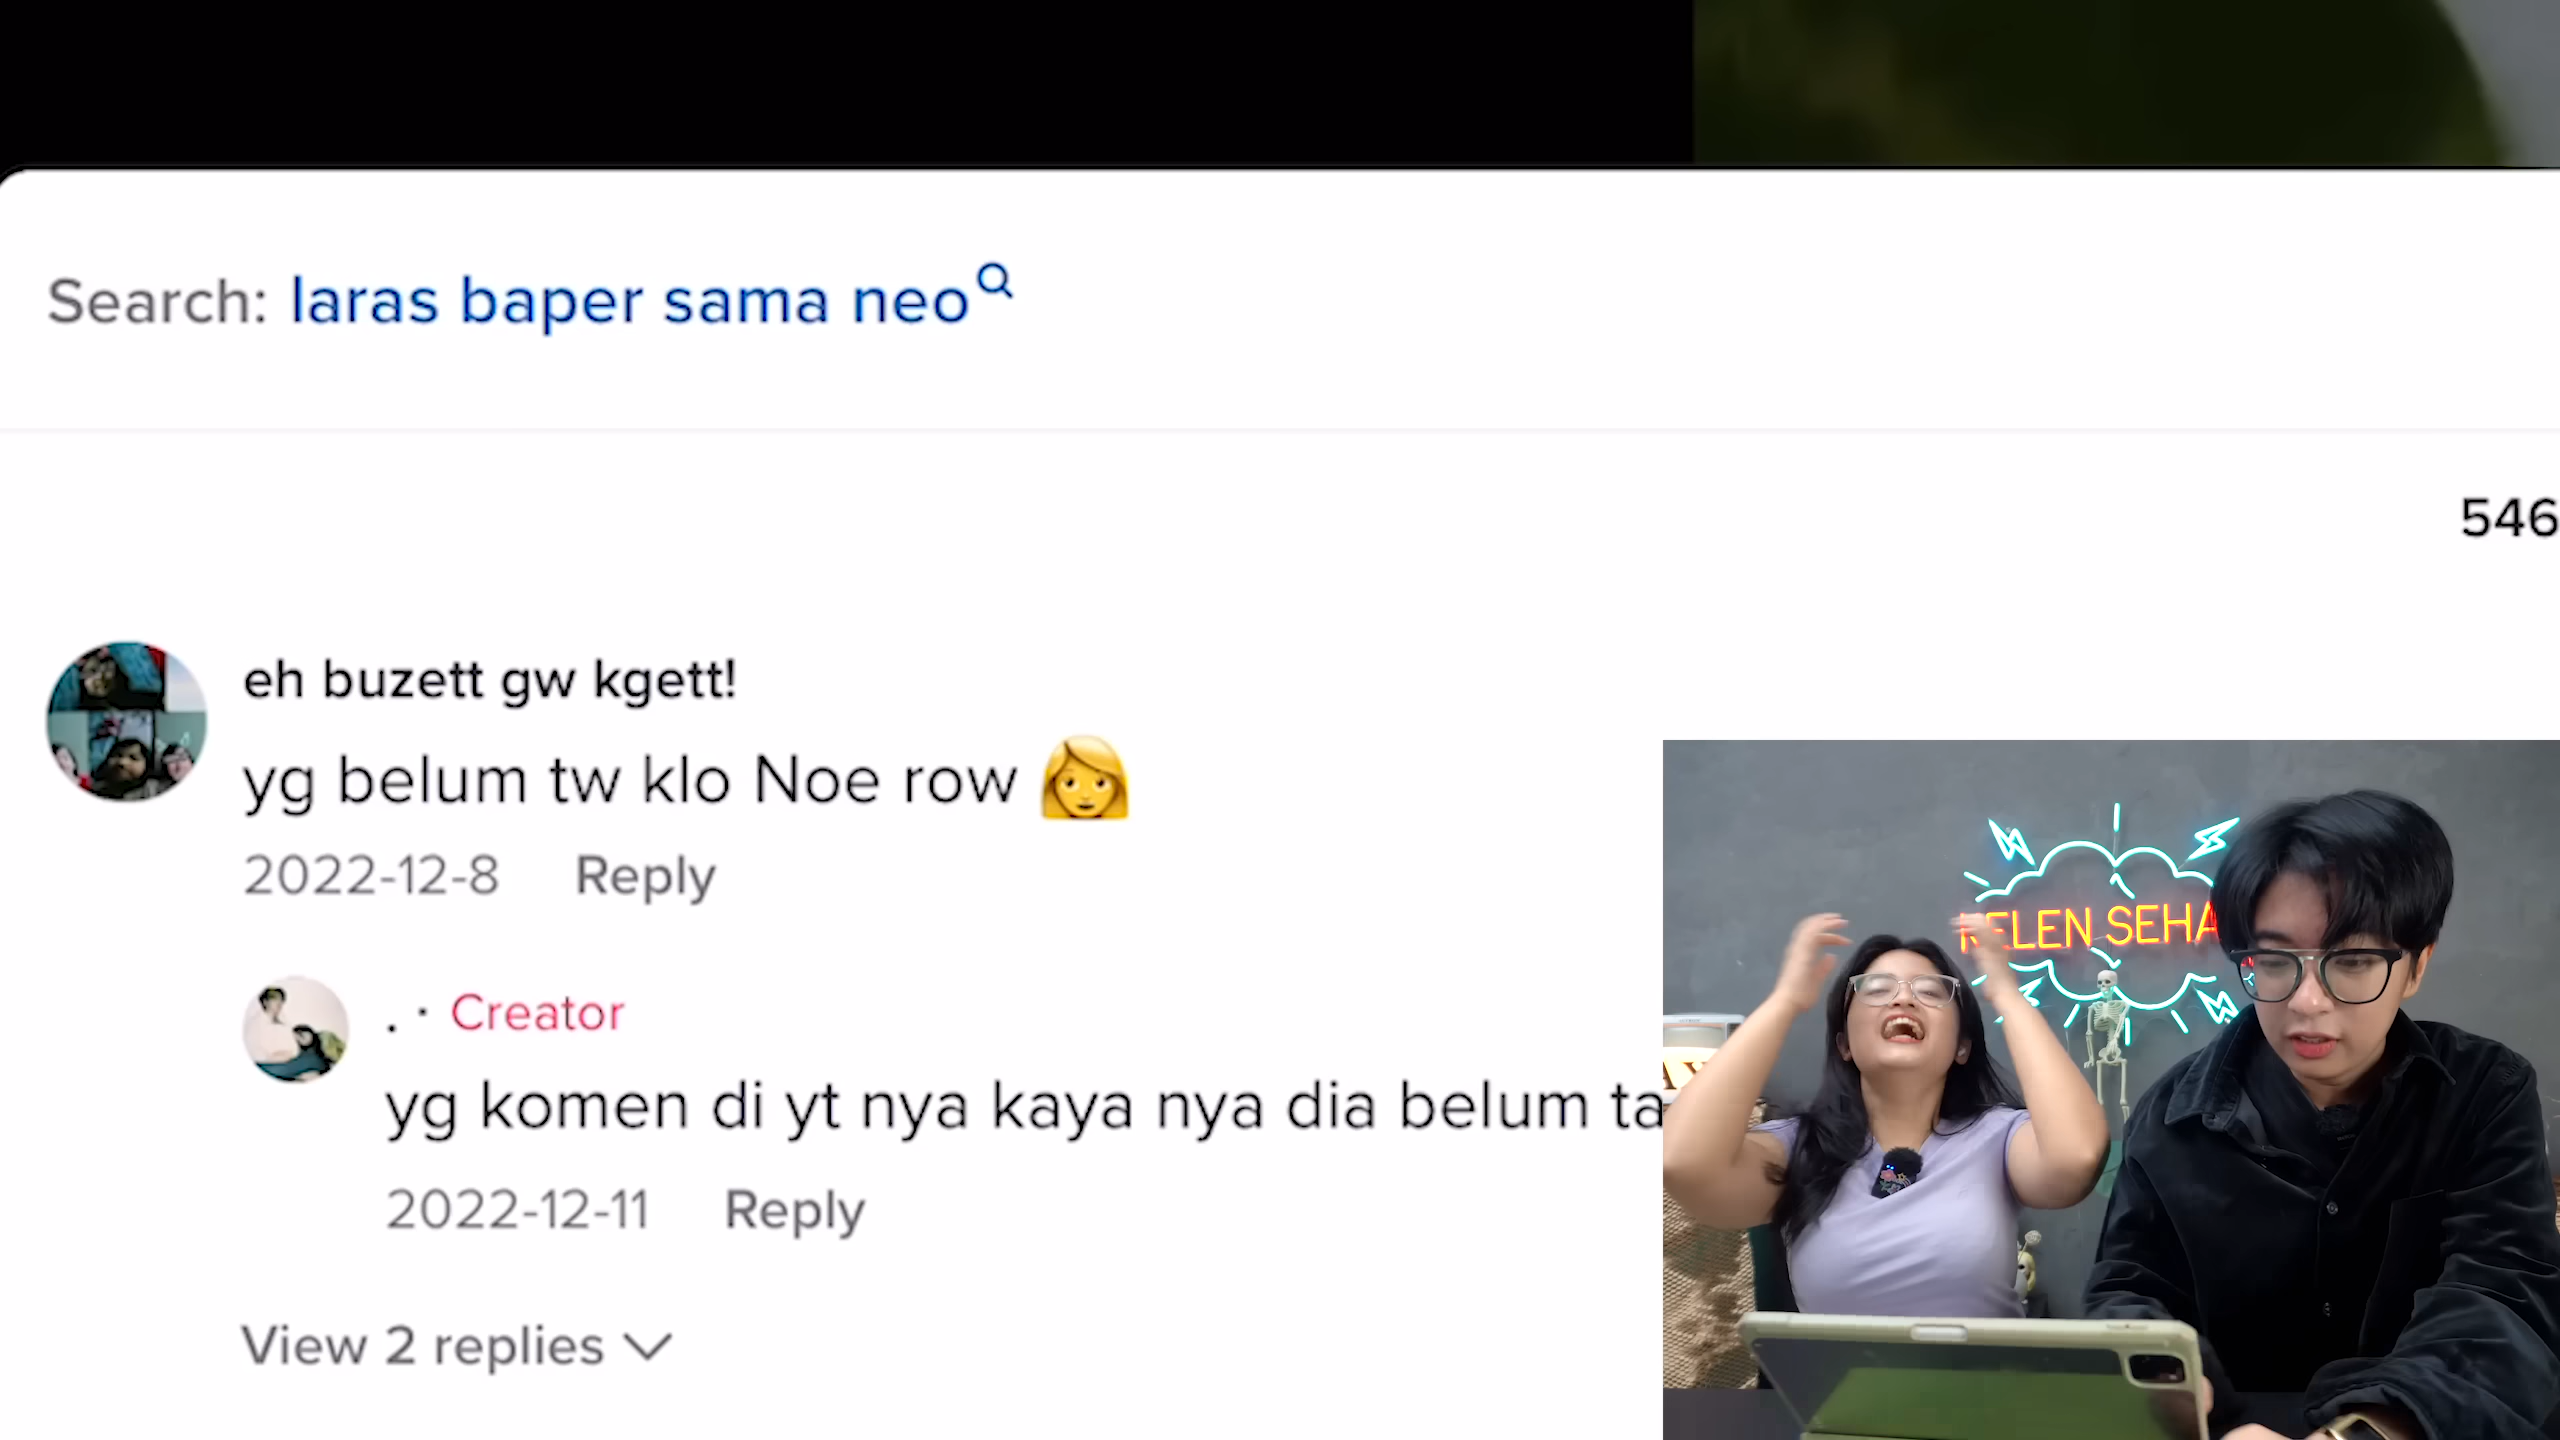 Search: laras baper sama neo
546
eh buzett gw kgett!
yg belum tw klo Noe row 👩
2022-12-8 Reply
. · Creator
yg komen di yt nya kaya nya dia belum ta
2022-12-11 Reply
View 2 replies
KELEN SEHA